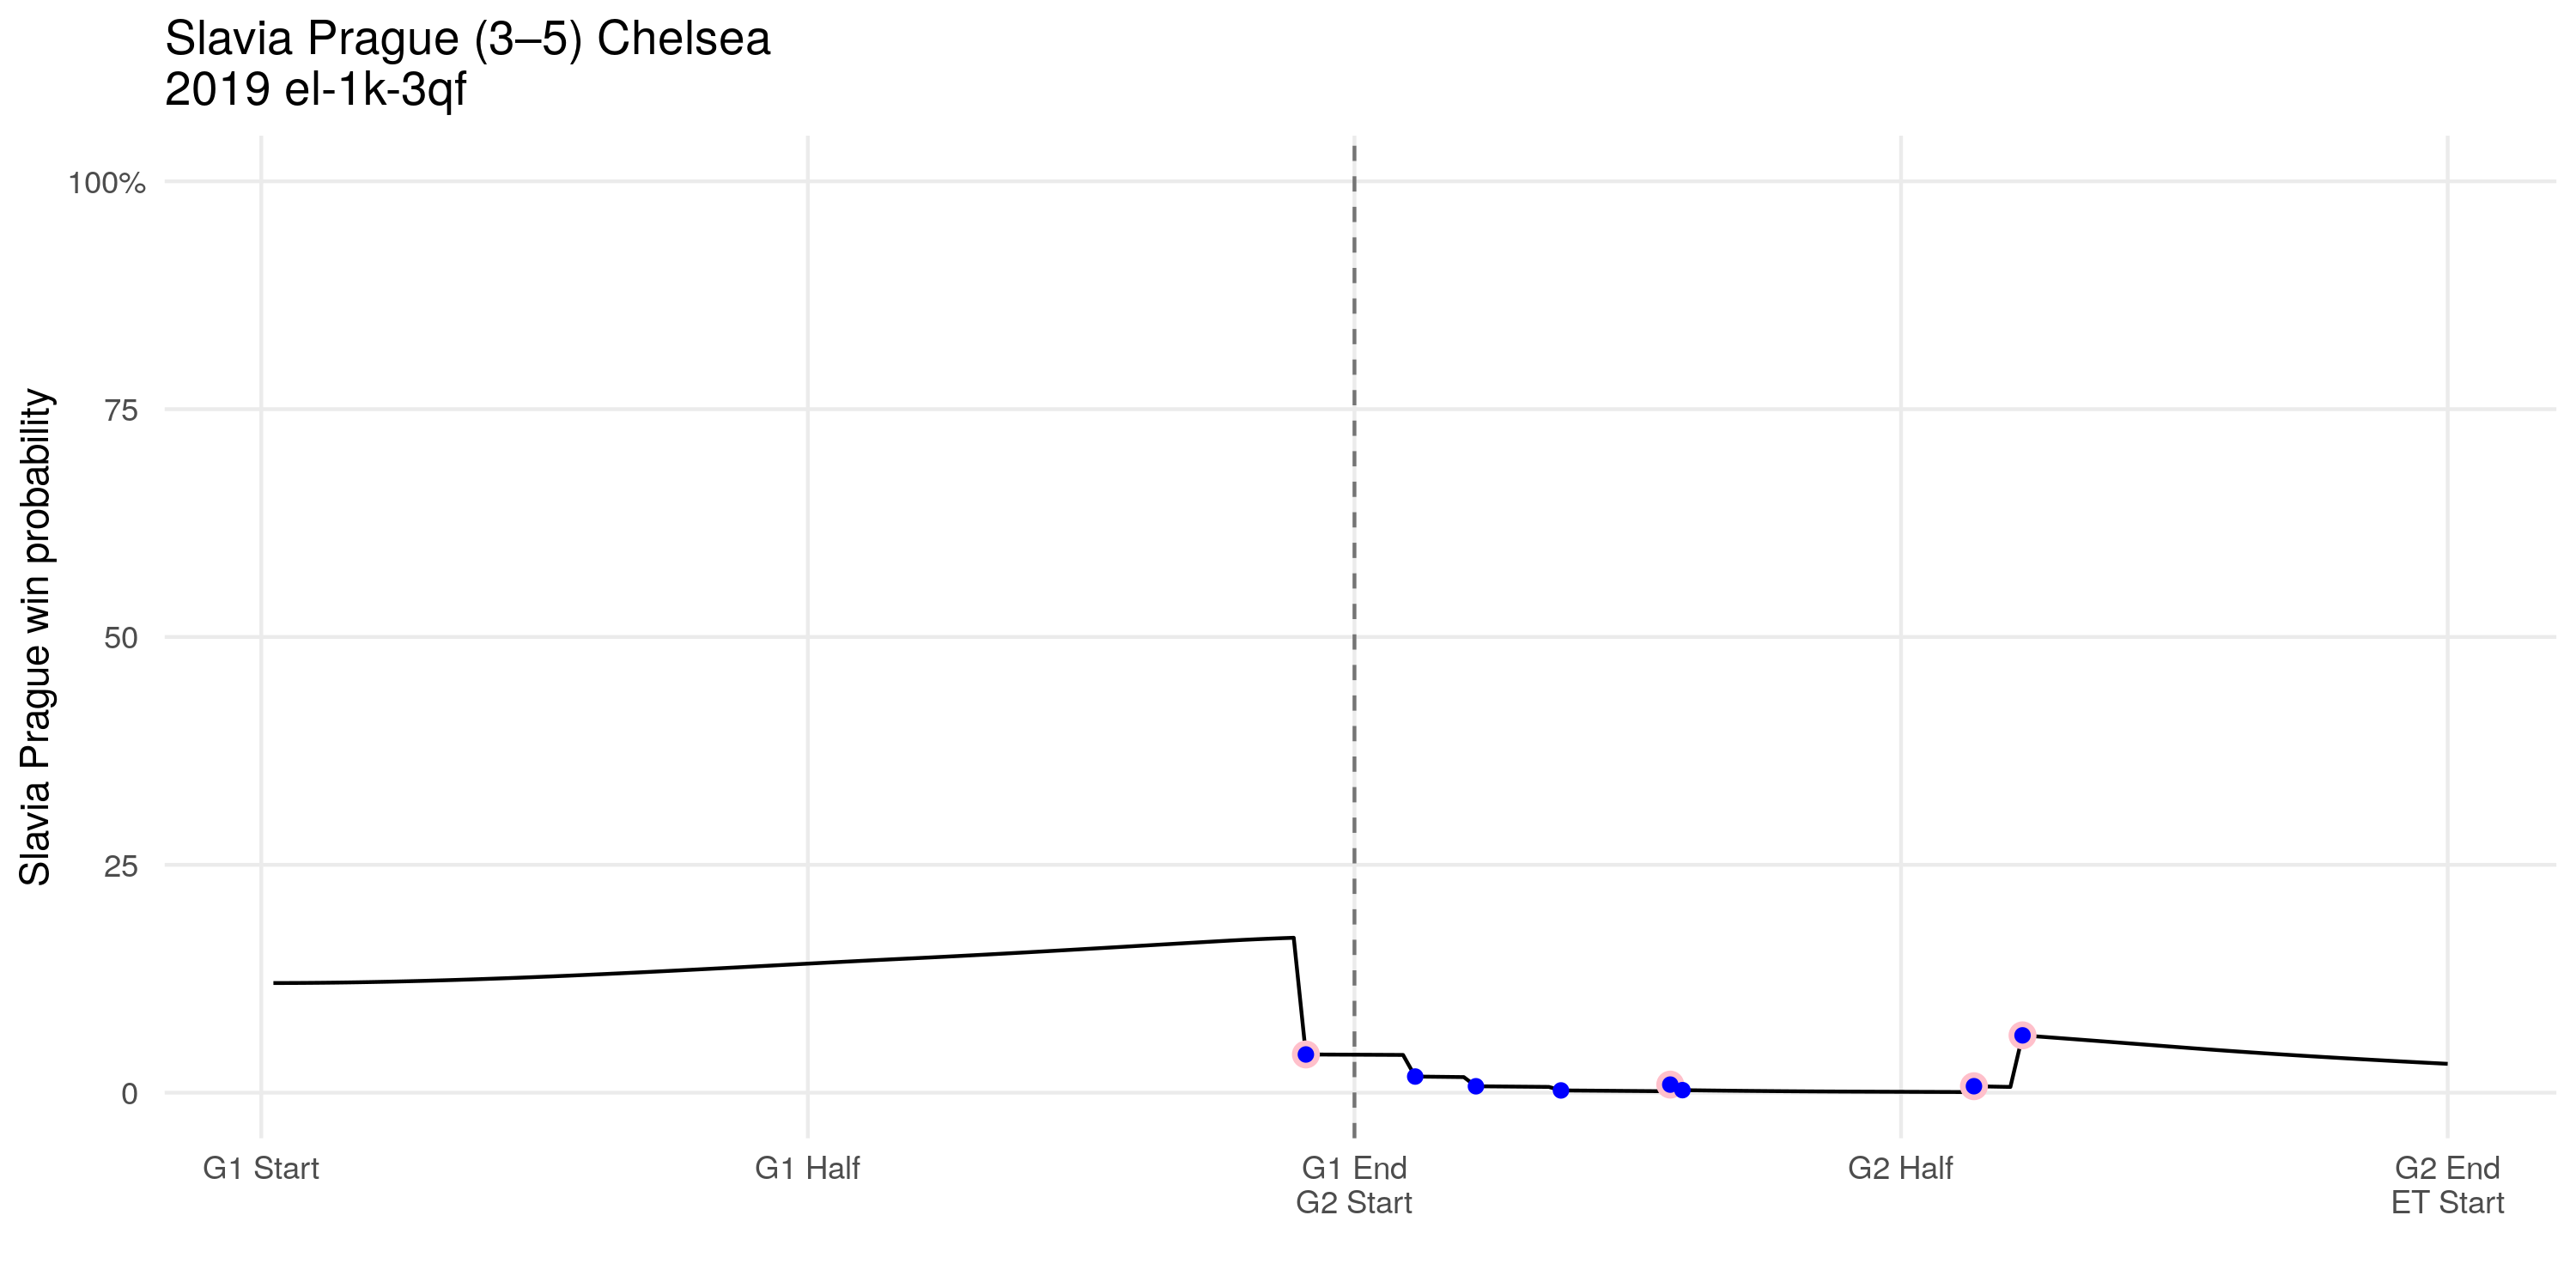 Slavia Prague (3–5) Chelsea
2019 el-1k-3qf
Slavia Prague win probability
100%
75
50
25
0
G1 Start
G1 Half
G1 End
G2 Start
G2 Half
G2 End
ET Start